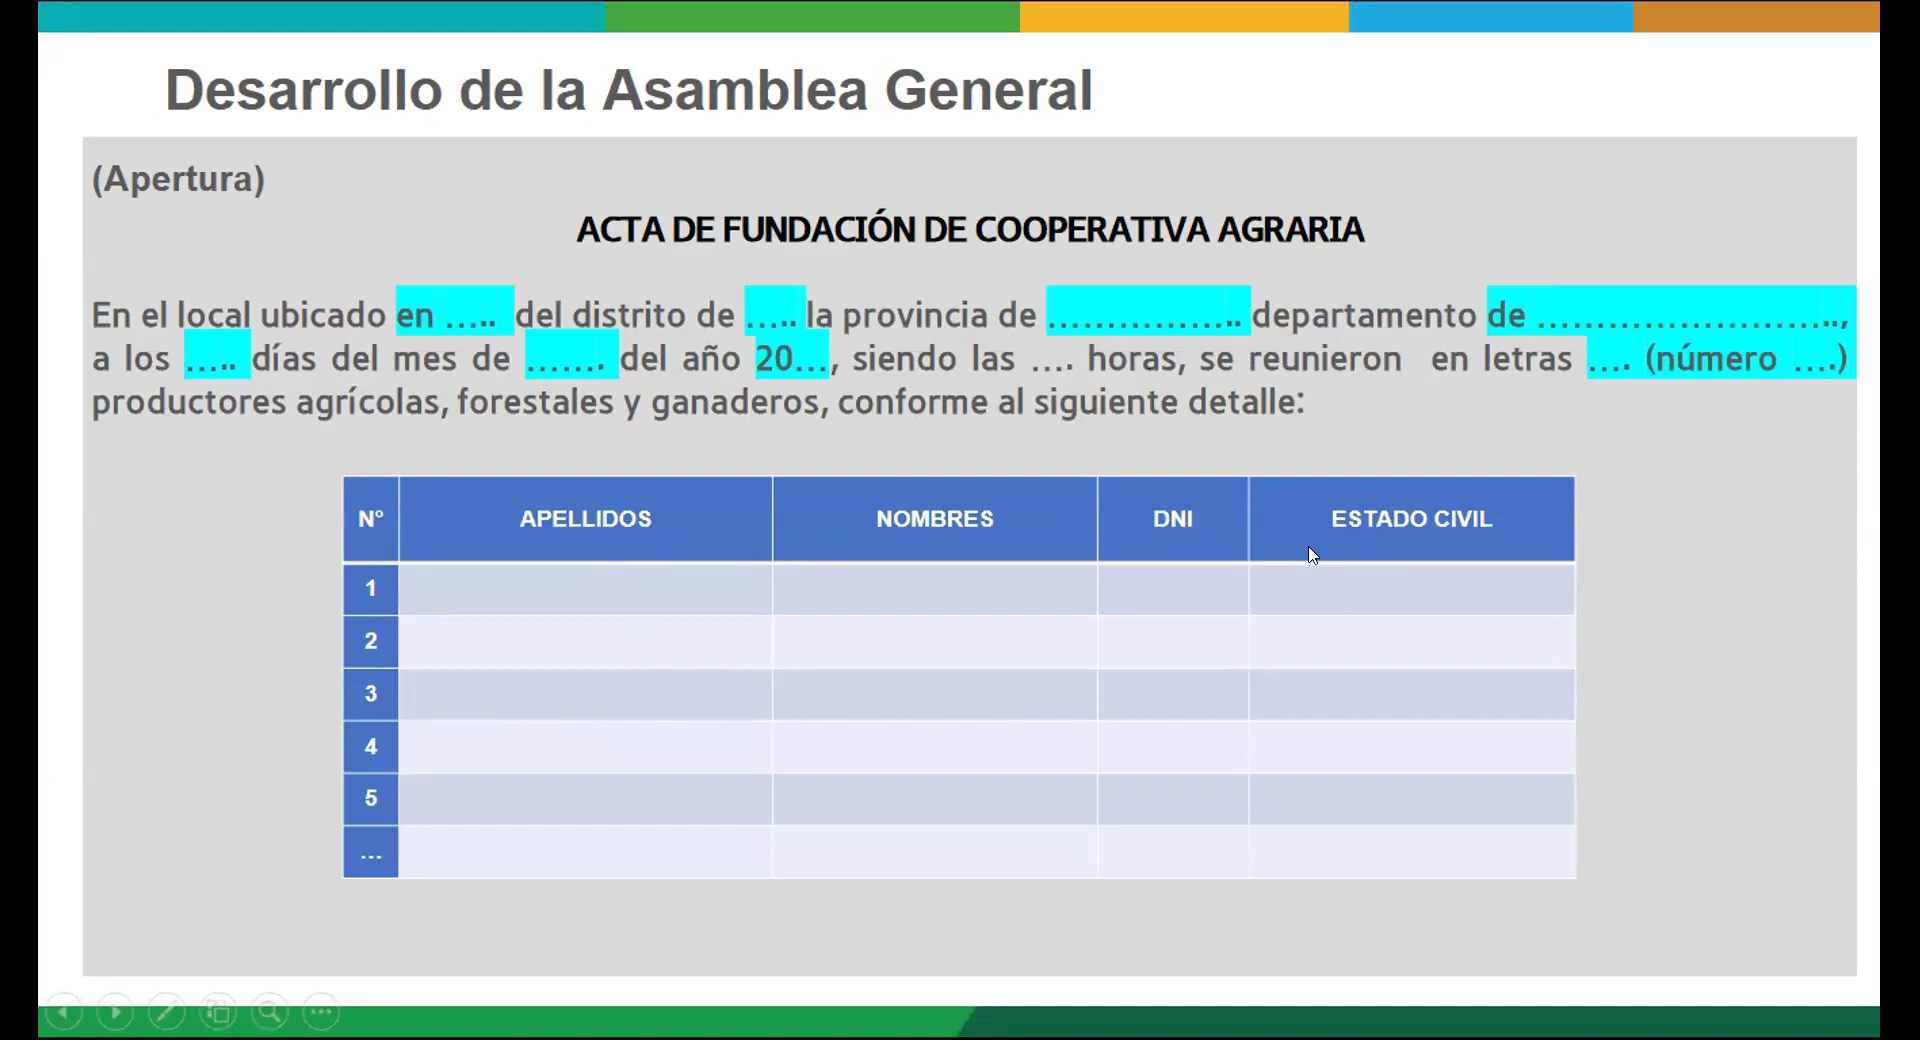 Desarrollo de la Asamblea General
(Apertura)
ACTA DE FUNDACIÓN DE COOPERATIVA AGRARIA
En el local ubicado en ….. del distrito de ….. la provincia de …………….. departamento de ……………………….., 
a los ….. días del mes de ……. del año 20…, siendo las …. horas, se reunieron en letras …. (número ….)
productores agrícolas, forestales y ganaderos, conforme al siguiente detalle:
N° APELLIDOS NOMBRES DNI ESTADO CIVIL
1
2
3
4
5
…